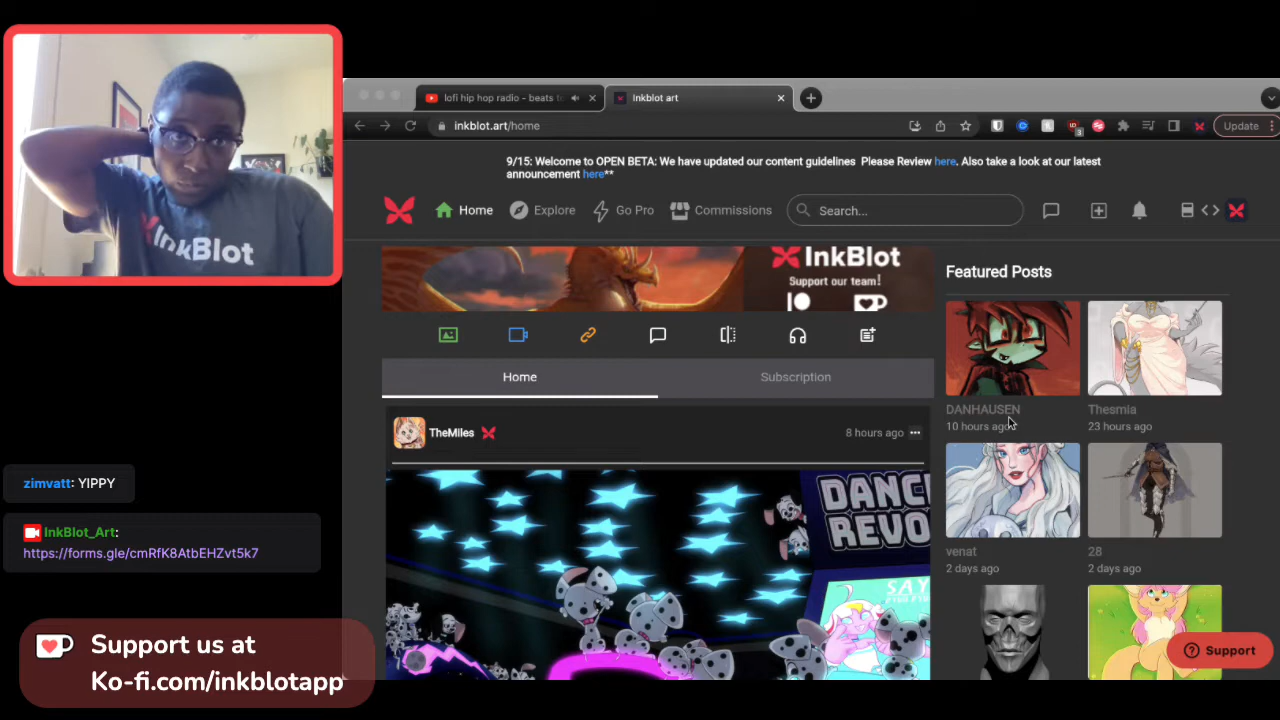 InkBlot
lofi hip hop radio - beats to
inkblot art
inkblot.art/home
3
Update
9/15: Welcome to OPEN BETA: We have updated our content guidelines Please Review here. Also take a look at our latest
announcement here**
Home
Explore
Go Pro
Commissions
Search...
InkBlot
Support our team!
Featured Posts
Home
Subscription
DANHAUSEN
10 hours ago
Thesmia
23 hours ago
TheMiles
8 hours ago
DANC
REVO
SAY
venat
2 days ago
28
2 days ago
zimvatt: YIPPY
InkBlot_Art:
https://forms.gle/cmRfK8AtbEHZvt5k7
Support us at
Ko-fi.com/inkblotapp
Support